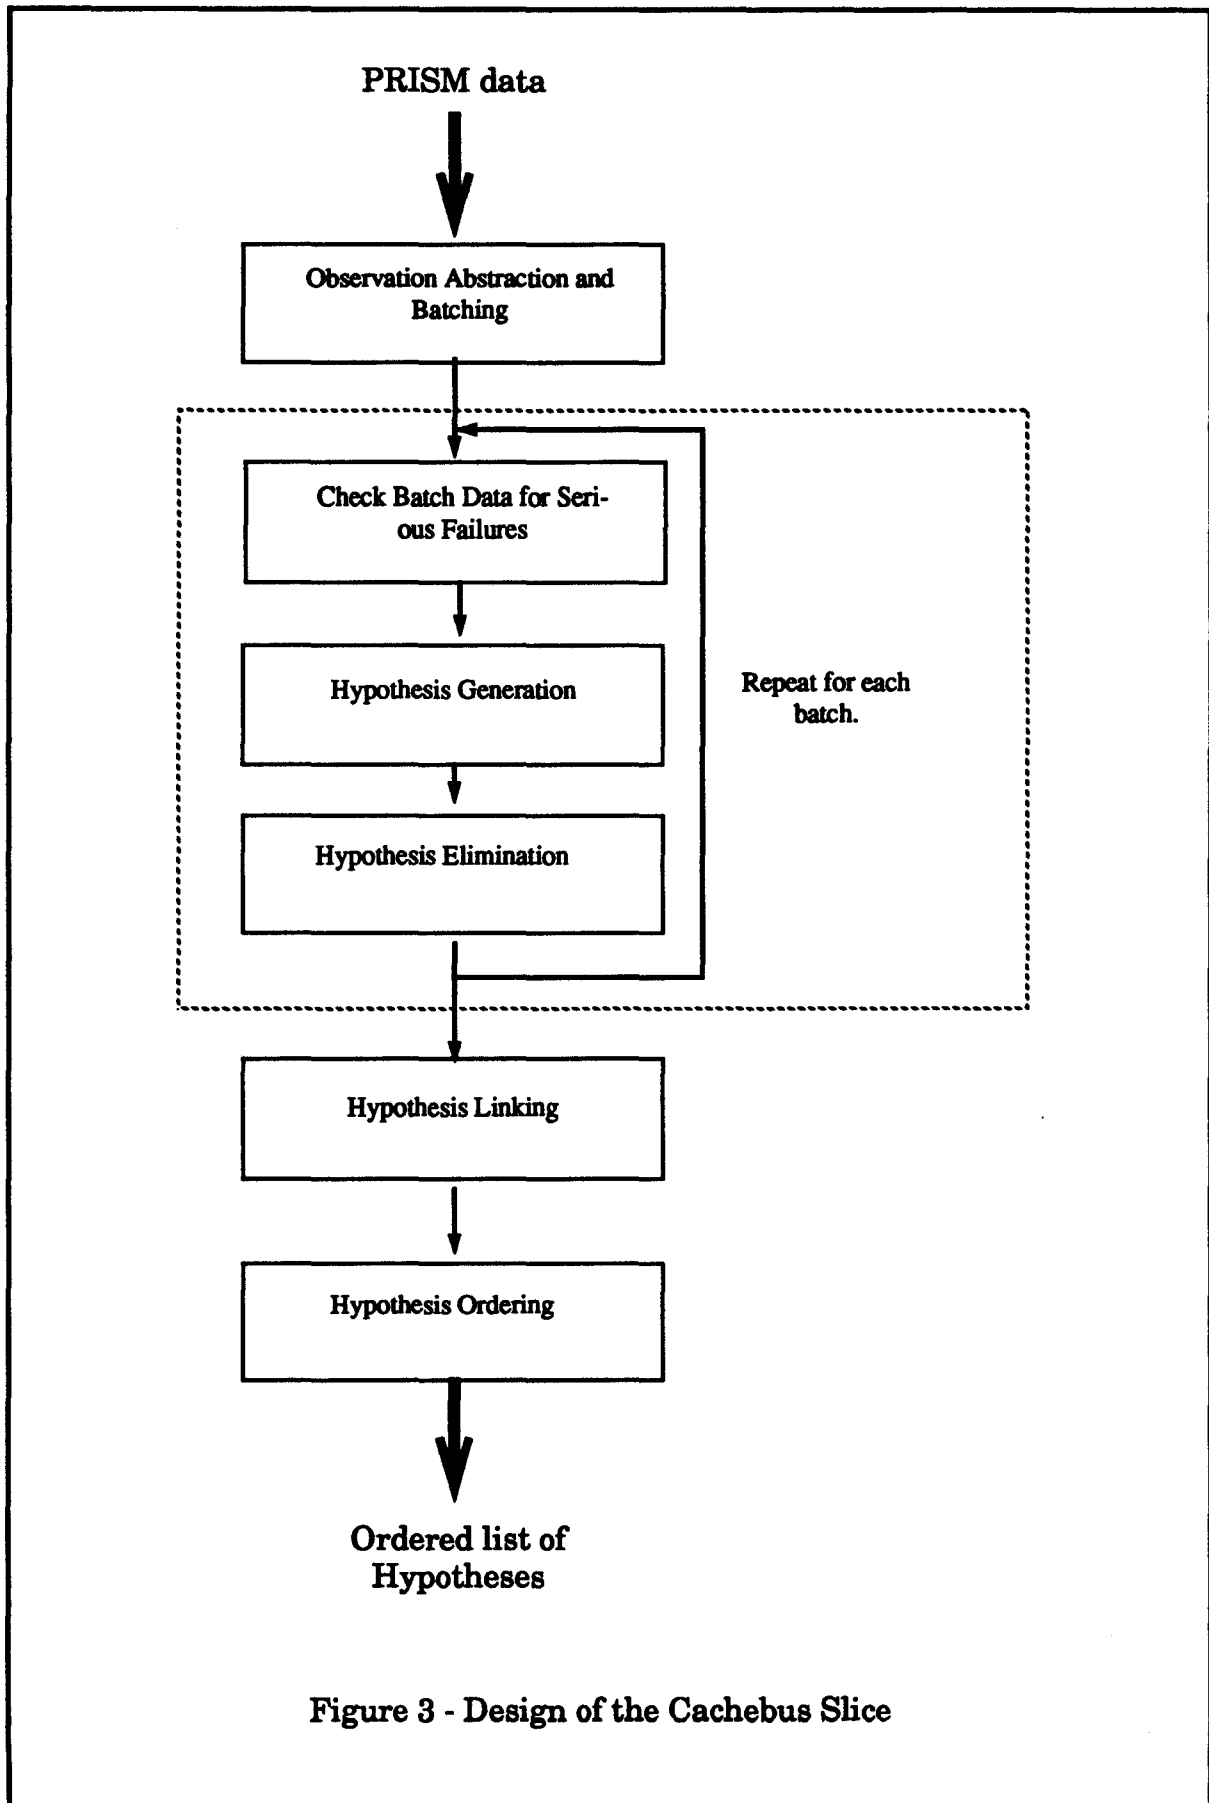 PRISM data
Observation Abstraction and
Batching
Check Batch Data for Seri-
ous Failures
Hypothesis Generation
Repeat for each
batch.
Hypothesis Elimination
Hypothesis Linking
Hypothesis Ordering
Ordered list of
Hypotheses
Figure 3 - Design of the Cachebus Slice